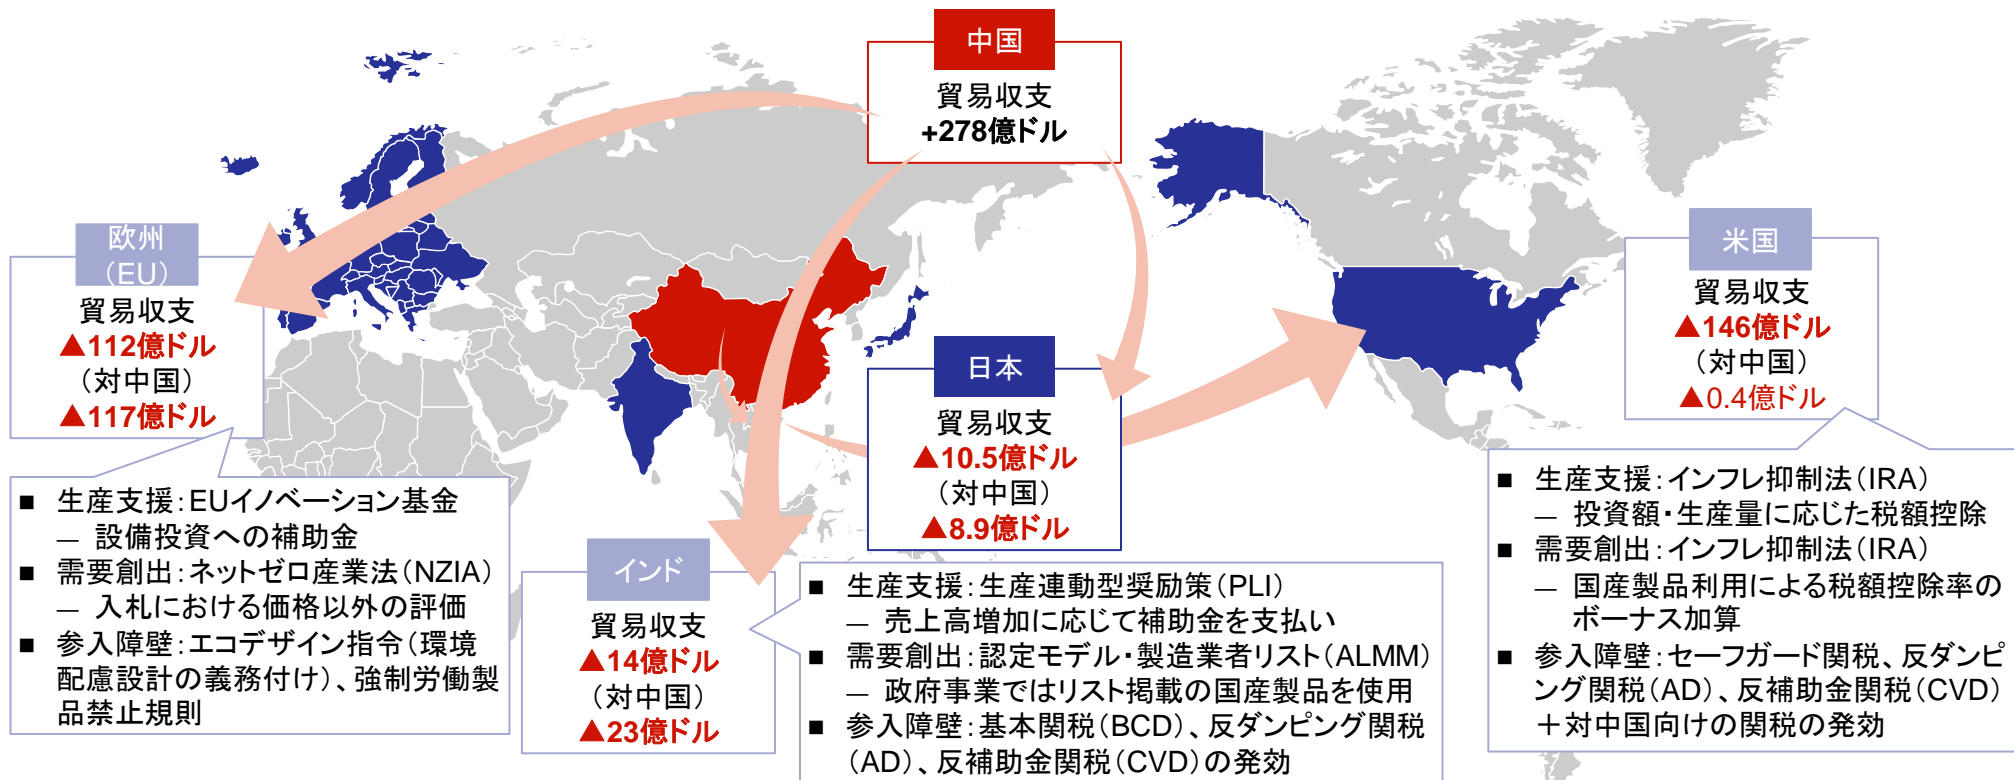 中国
貿易収支
+278億ドル
欧州
（EU）
貿易収支
▲112億ドル
（対中国）
▲117億ドル
米国
貿易収支
▲146億ドル
（対中国）
▲0.4億ドル
日本
貿易収支
▲10.5億ドル
（対中国）
▲8.9億ドル
インド
貿易収支
▲14億ドル
（対中国）
▲23億ドル
■ 生産支援：EUイノベーション基金
― 設備投資への補助金
■ 需要創出：ネットゼロ産業法（NZIA）
― 入札における価格以外の評価
■ 参入障壁：エコデザイン指令（環境
配慮設計の義務付け）、強制労働製
品禁止規則
■ 生産支援：生産連動型奨励策（PLI）
― 売上高増加に応じて補助金を支払い
■ 需要創出：認定モデル・製造業者リスト（ALMM）
― 政府事業ではリスト掲載の国産製品を使用
■ 参入障壁：基本関税（BCD）、反ダンピング関税
（AD）、反補助金関税（CVD）の発効
■ 生産支援：インフレ抑制法（IRA）
― 投資額・生産量に応じた税額控除
■ 需要創出：インフレ抑制法（IRA）
― 国産製品利用による税額控除率の
ボーナス加算
■ 参入障壁：セーフガード関税、反ダンピ
ング関税（AD）、反補助金関税（CVD）
＋対中国向けの関税の発効